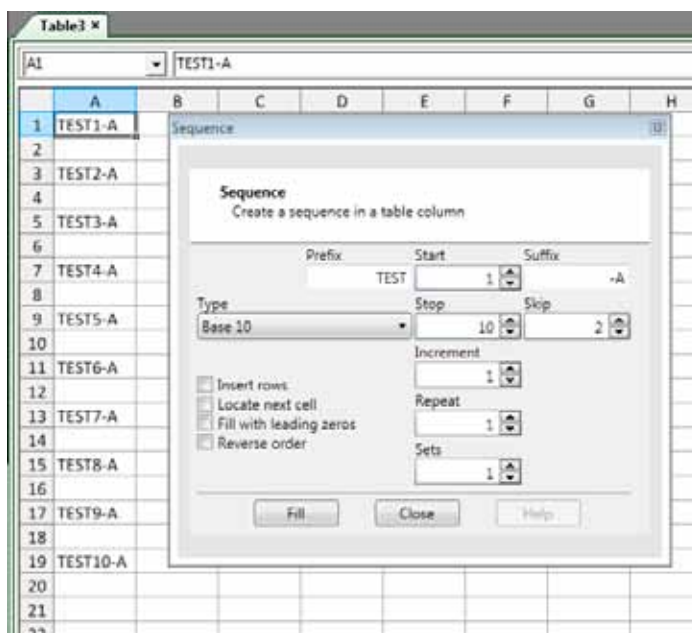 Table3 ×
A1 TEST1-A
A B C D E F G H
1 TEST1-A
2
3 TEST2-A
4
5 TEST3-A
6
7 TEST4-A
8
9 TEST5-A
10
11 TEST6-A
12
13 TEST7-A
14
15 TEST8-A
16
17 TEST9-A
18
19 TEST10-A
20
21
22
Sequence
Sequence
Create a sequence in a table column
Prefix Start Suffix
TEST 1 -A
Type Stop Skip
Base 10 10 2
Increment
1
Insert rows
Locate next cell
Fill with leading zeros
Reverse order
Repeat
1
Sets
1
Fill Close Help